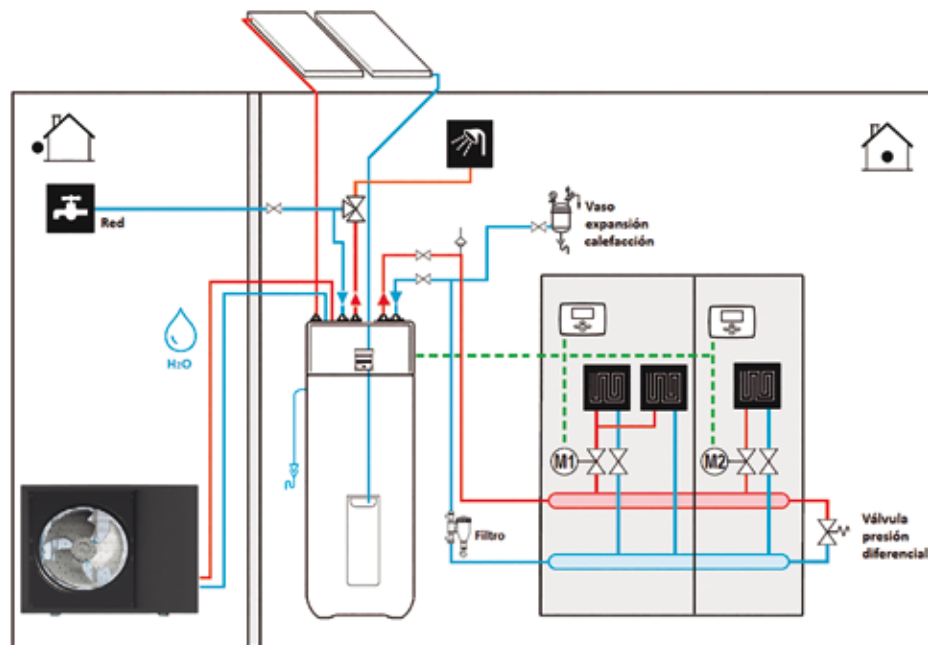 Red
Vaso
expansión
calefacción
H₂O
M1
M2
Filtro
Válvula
presión
diferencial